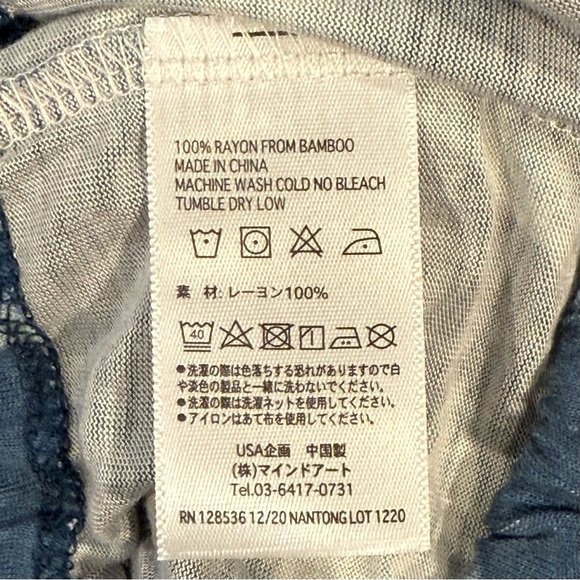 100% RAYON FROM BAMBOO
MADE IN CHINA
MACHINE WASH COLD NO BLEACH
TUMBLE DRY LOW
素 材: レーヨン100%
40
●洗濯の際は色落ちする恐れがありますので白
や淡色の製品と一緒に洗わないでください。
●洗濯の際は洗濯ネットを使用してください。
●アイロンはあて布を使用してください。
USA企画 中国製
(株)マインドアート
Tel.03-6417-0731
RN 128536 12/20 NANTONG LOT 1220